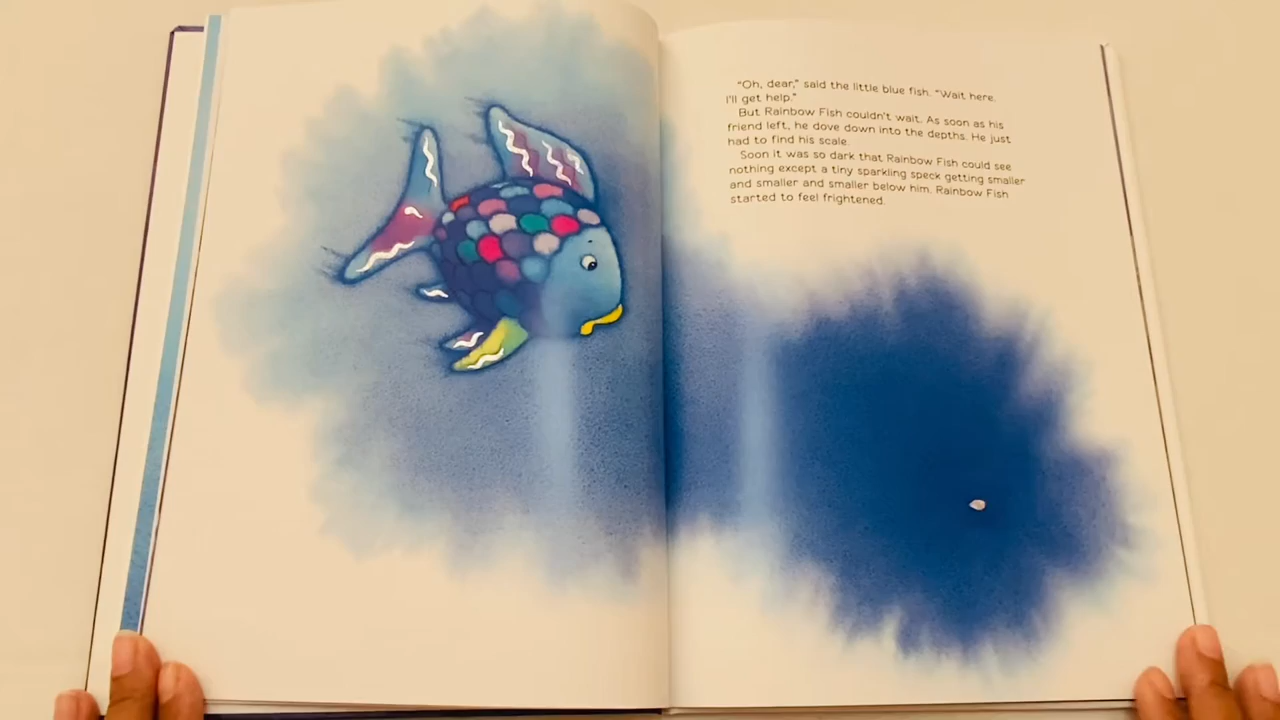 "Oh, dear," said the little blue fish. "Wait here.
I'll get help."
But Rainbow Fish couldn't wait. As soon as his
friend left, he dove down into the depths. He just
had to find his scale.
Soon it was so dark that Rainbow Fish could see
nothing except a tiny sparkling speck getting smaller
and smaller and smaller below him. Rainbow Fish
started to feel frightened.